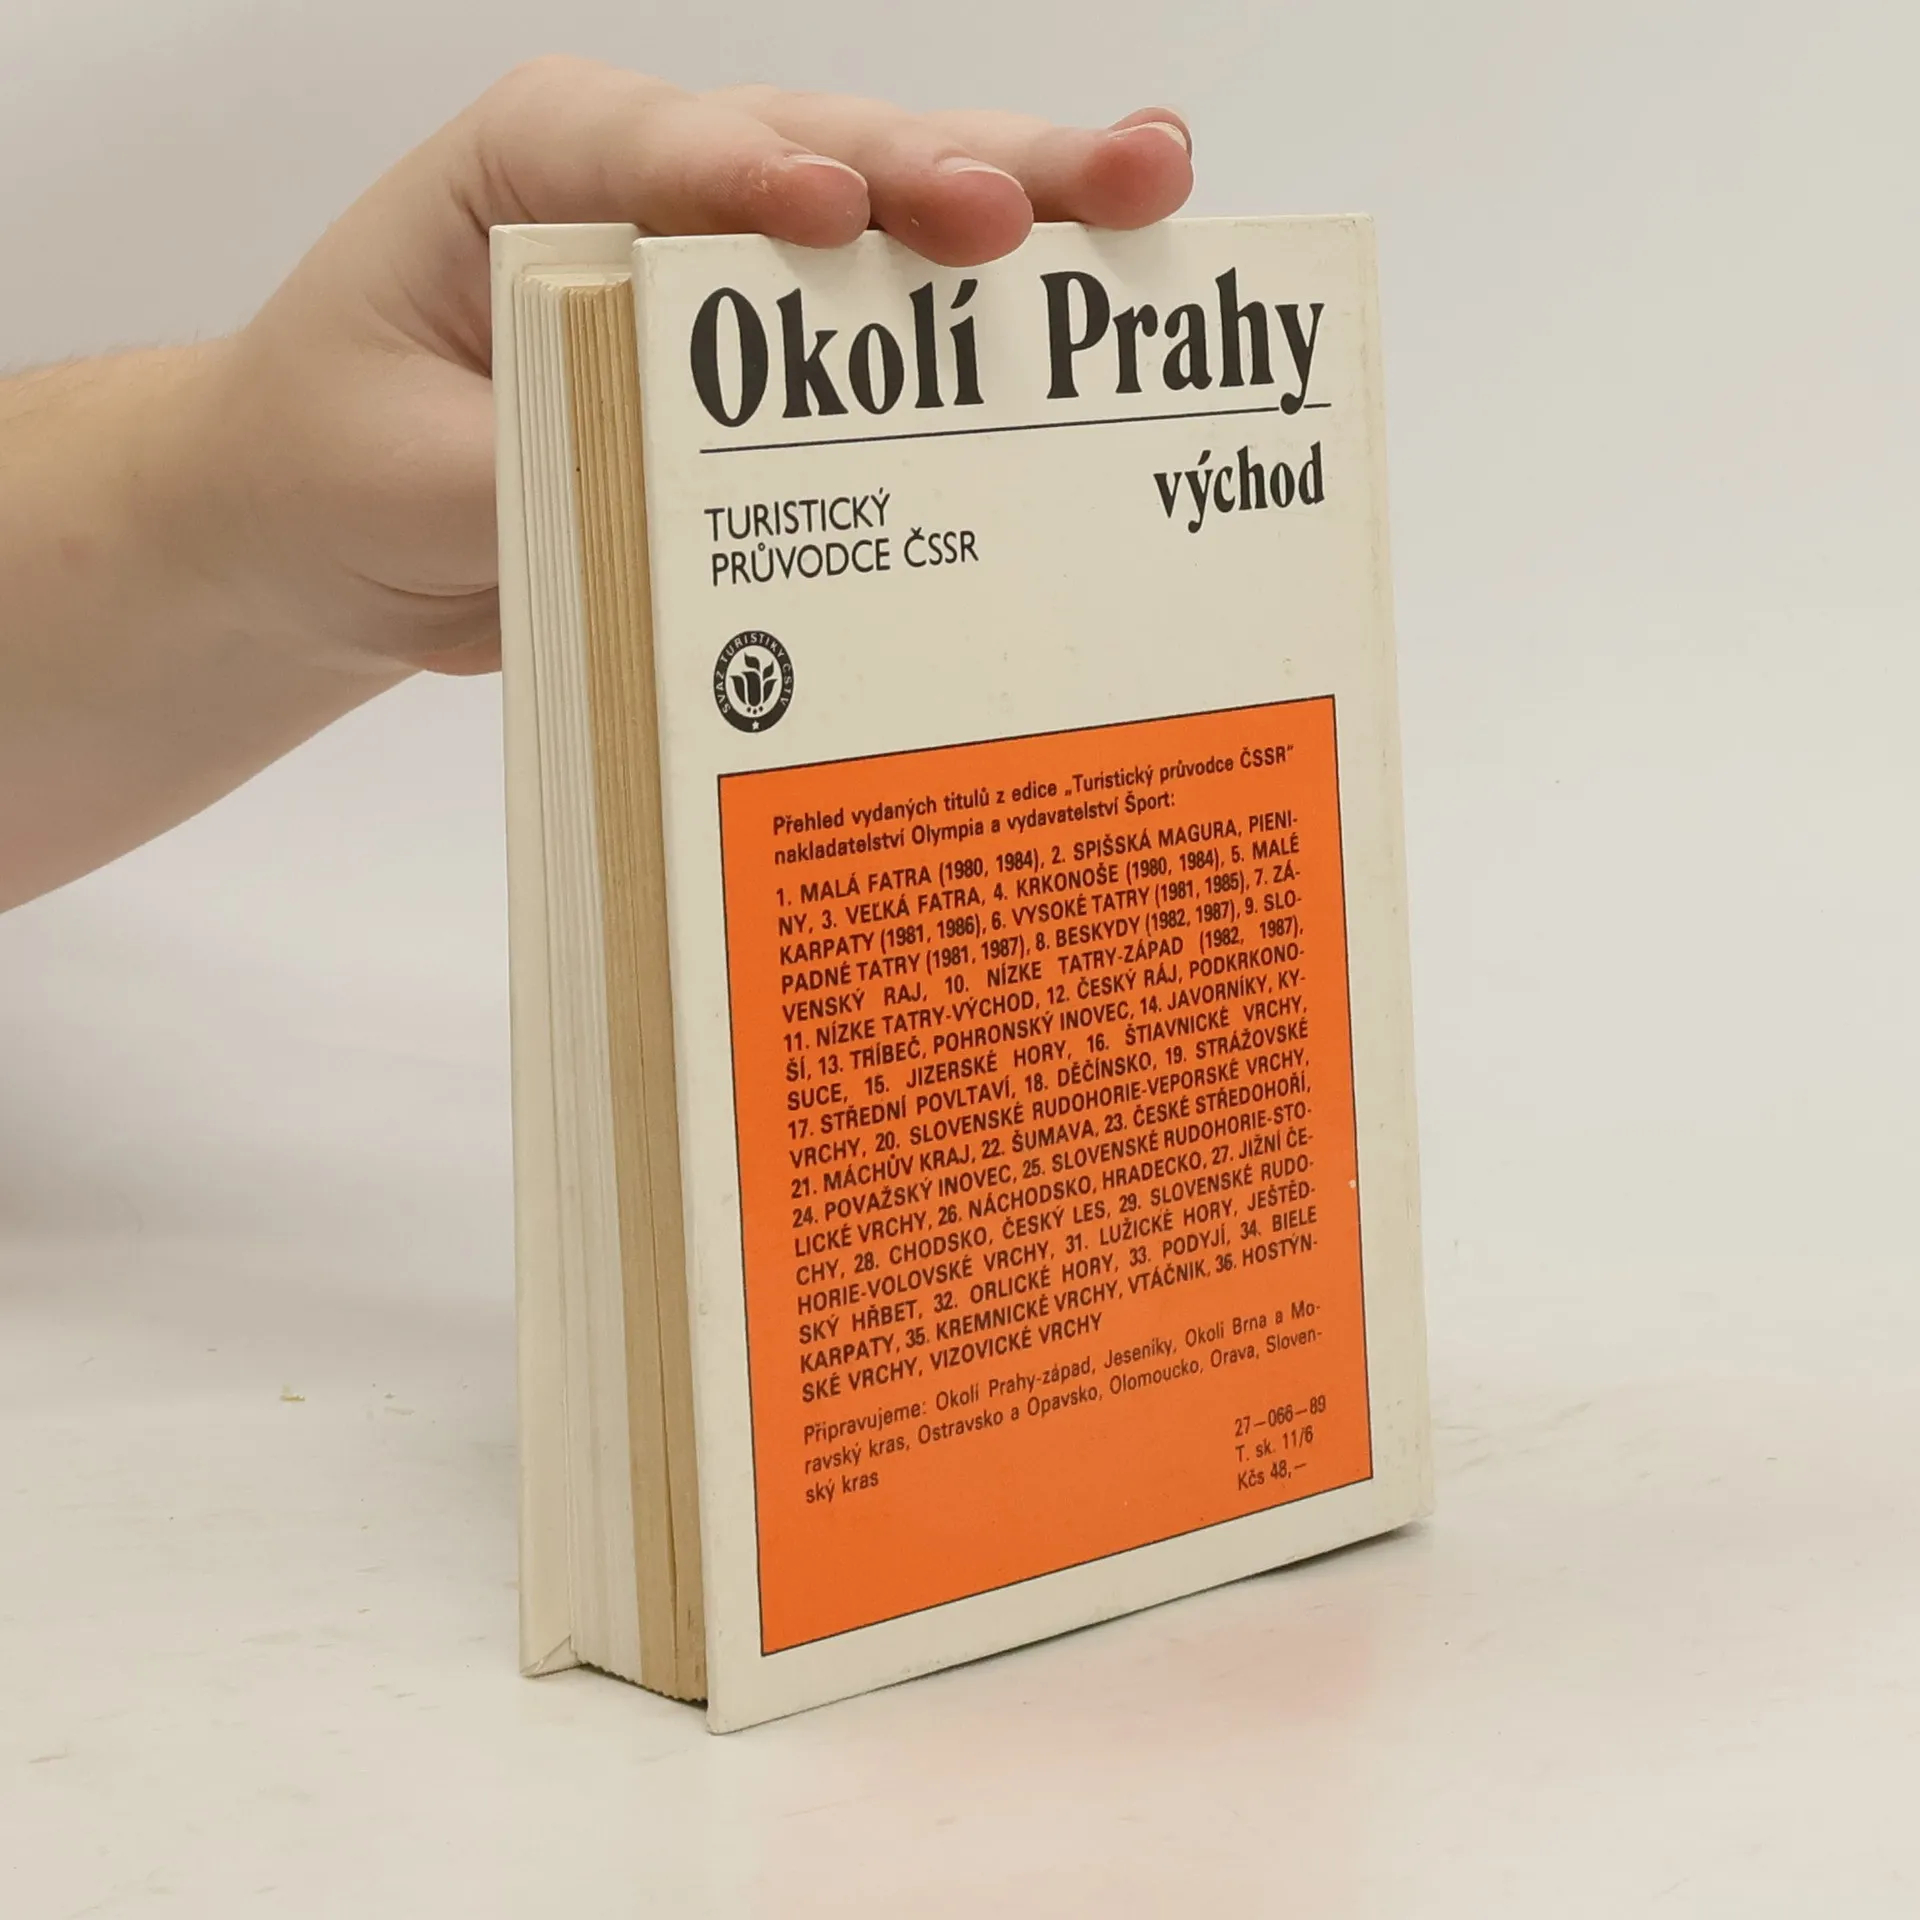 Okolí Prahy
východ
TURISTICKÝ
PRŮVODCE ČSSR
SVAZ TURISTIKY ČSTV
Přehled vydaných titulů z edice „Turistický průvodce ČSSR"
nakladatelství Olympia a vydavatelství Šport:
1. MALÁ FATRA (1980, 1984), 2. SPIŠSKÁ MAGURA, PIENI-
NY, 3. VEĽKÁ FATRA, 4. KRKONOŠE (1980, 1984), 5. MALÉ
KARPATY (1981, 1986), 6. VYSOKÉ TATRY (1981, 1985), 7. ZÁ-
PADNÉ TATRY (1981, 1987), 8. BESKYDY (1982, 1987), 9. SLO-
VENSKÝ RAJ, 10. NÍZKE TATRY-ZÁPAD (1982, 1987),
11. NÍZKE TATRY-VÝCHOD, 12. ČESKÝ RÁJ, PODKRKONO-
ŠÍ, 13. TRÍBEČ, POHRONSKÝ INOVEC, 14. JAVORNÍKY, KY-
SUCE, 15. JIZERSKÉ HORY, 16. ŠTIAVNICKÉ VRCHY,
17. STŘEDNÍ POVLTAVÍ, 18. DĚČÍNSKO, 19. STRÁŽOVSKÉ
VRCHY, 20. SLOVENSKÉ RUDOHORIE-VEPORSKÉ VRCHY,
21. MÁCHŮV KRAJ, 22. ŠUMAVA, 23. ČESKÉ STŘEDOHOŘÍ,
24. POVAŽSKÝ INOVEC, 25. SLOVENSKÉ RUDOHORIE-STO-
LICKÉ VRCHY, 26. NÁCHODSKO, HRADECKO, 27. JIŽNÍ ČE-
CHY, 28. CHODSKO, ČESKÝ LES, 29. SLOVENSKÉ RUDO-
HORIE-VOLOVSKÉ VRCHY, 31. LUŽICKÉ HORY, JEŠTĚD-
SKÝ HŘBET, 32. ORLICKÉ HORY, 33. PODYJÍ, 34. BIELE
KARPATY, 35. KREMNICKÉ VRCHY, VTÁČNIK, 36. HOSTÝN-
SKÉ VRCHY, VIZOVICKÉ VRCHY
Připravujeme: Okolí Prahy-západ, Jeseníky, Okolí Brna a Mo-
ravský kras, Ostravsko a Opavsko, Olomoucko, Orava, Sloven-
ský kras
27—066—89
T. sk. 11/6
Kčs 48,—